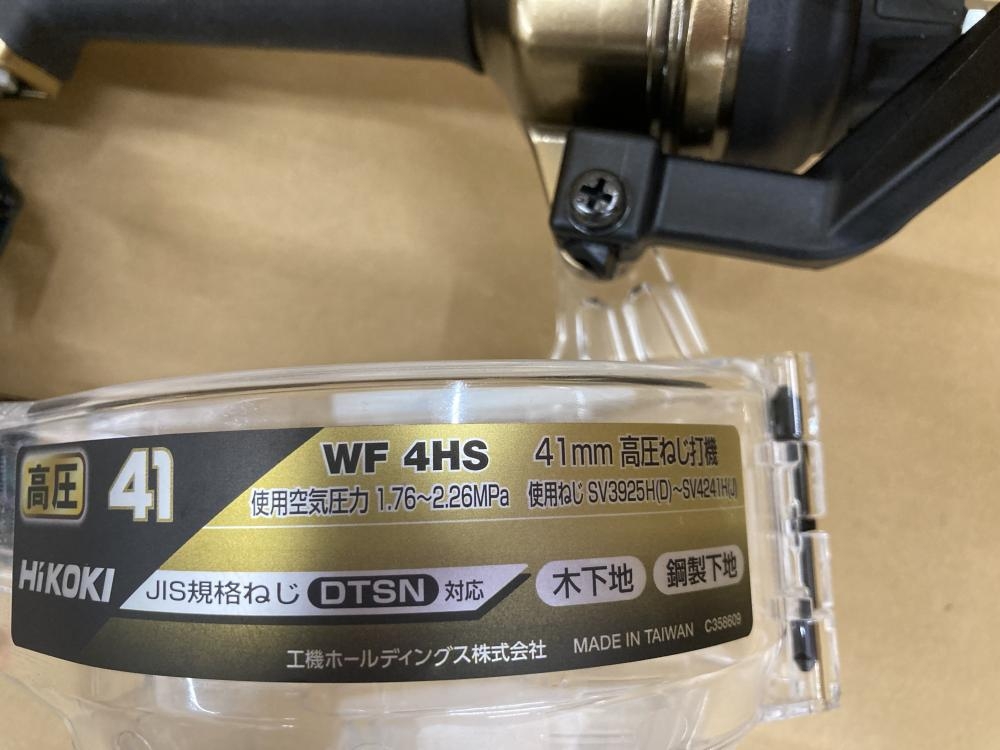 高圧 41
WF 4HS 41mm 高圧ねじ打機
使用空気圧力 1.76～2.26MPa 使用ねじ SV3925H(D)～SV4241H(J)
HiKOKI JIS規格ねじ DTSN 対応 木下地 鋼製下地
工機ホールディングス株式会社 MADE IN TAIWAN C358609